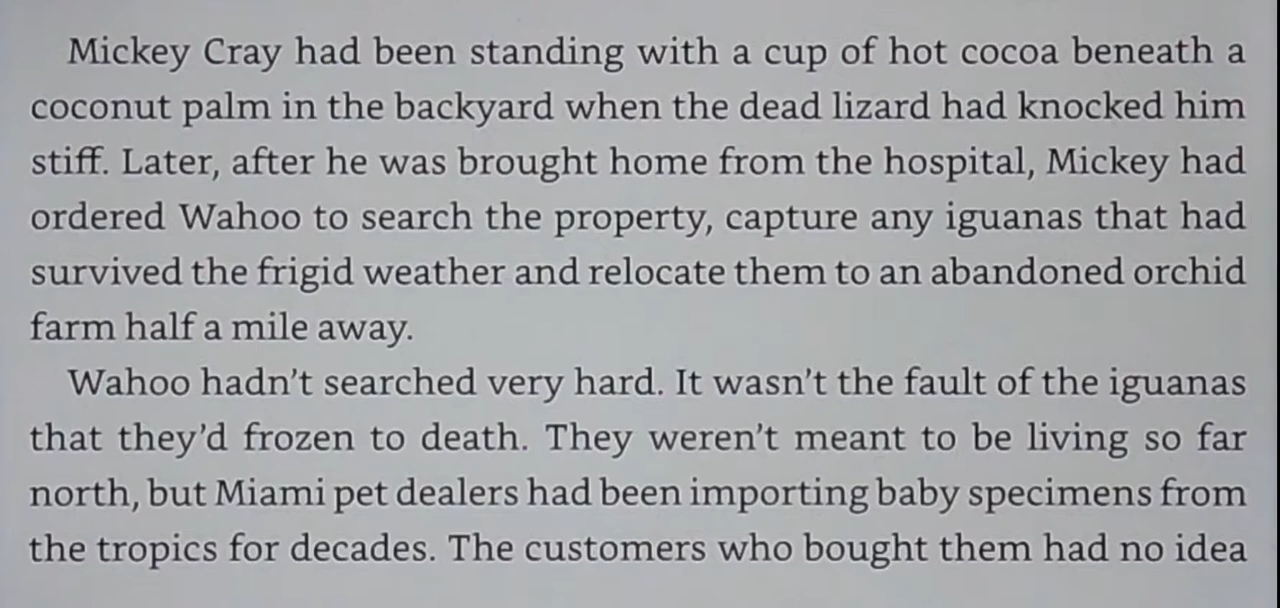 Mickey Cray had been standing with a cup of hot cocoa beneath a
coconut palm in the backyard when the dead lizard had knocked him
stiff. Later, after he was brought home from the hospital, Mickey had
ordered Wahoo to search the property, capture any iguanas that had
survived the frigid weather and relocate them to an abandoned orchid
farm half a mile away.
Wahoo hadn’t searched very hard. It wasn’t the fault of the iguanas
that they’d frozen to death. They weren’t meant to be living so far
north, but Miami pet dealers had been importing baby specimens from
the tropics for decades. The customers who bought them had no idea